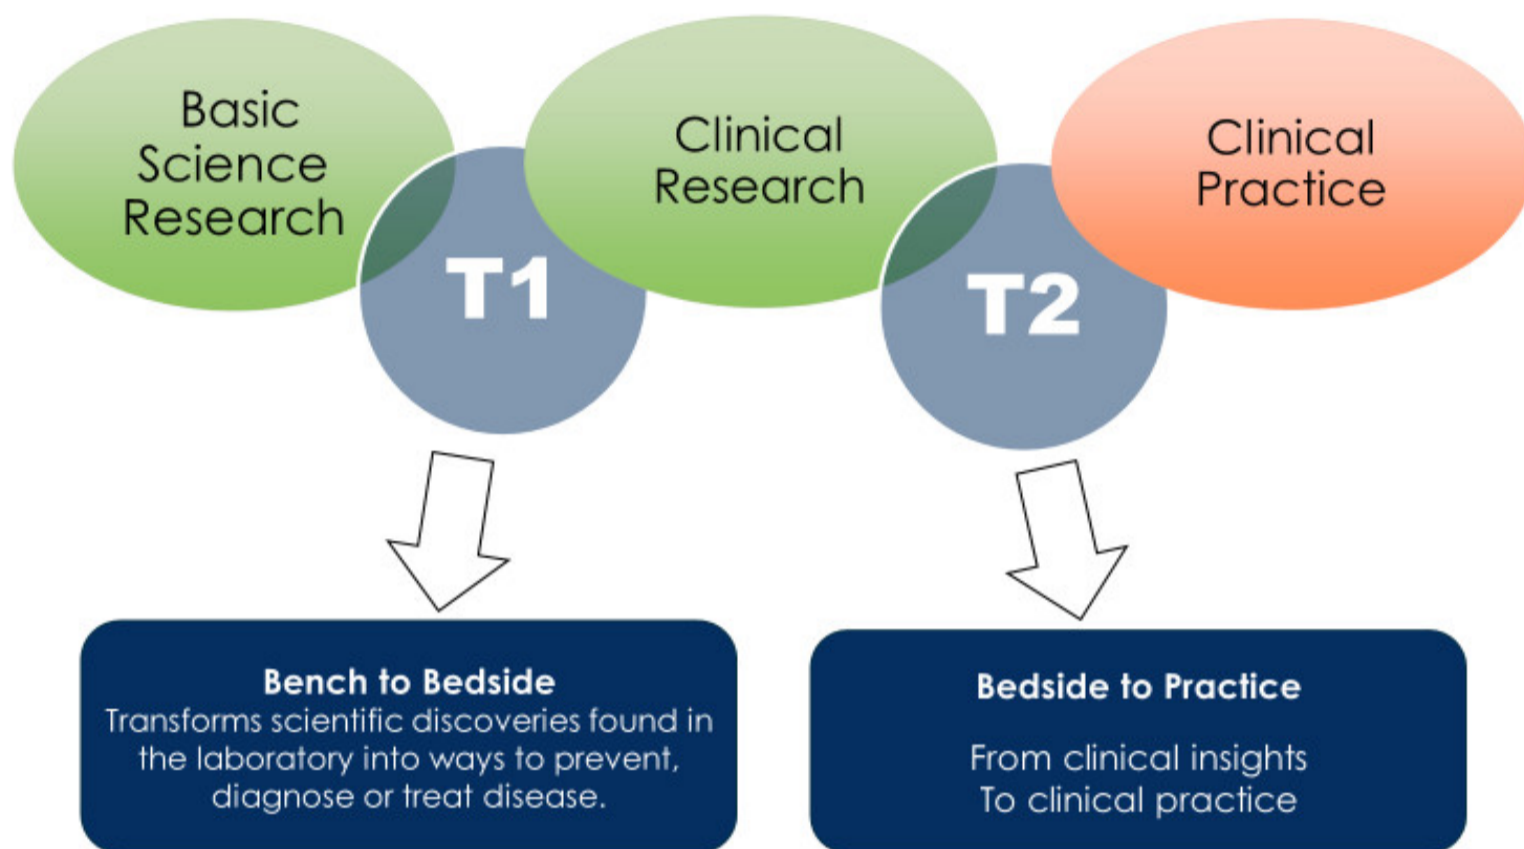 Basic
Science
Research
T1
Clinical
Research
T2
Clinical
Practice
Bench to Bedside
Transforms scientific discoveries found in
the laboratory into ways to prevent,
diagnose or treat disease.
Bedside to Practice
From clinical insights
To clinical practice